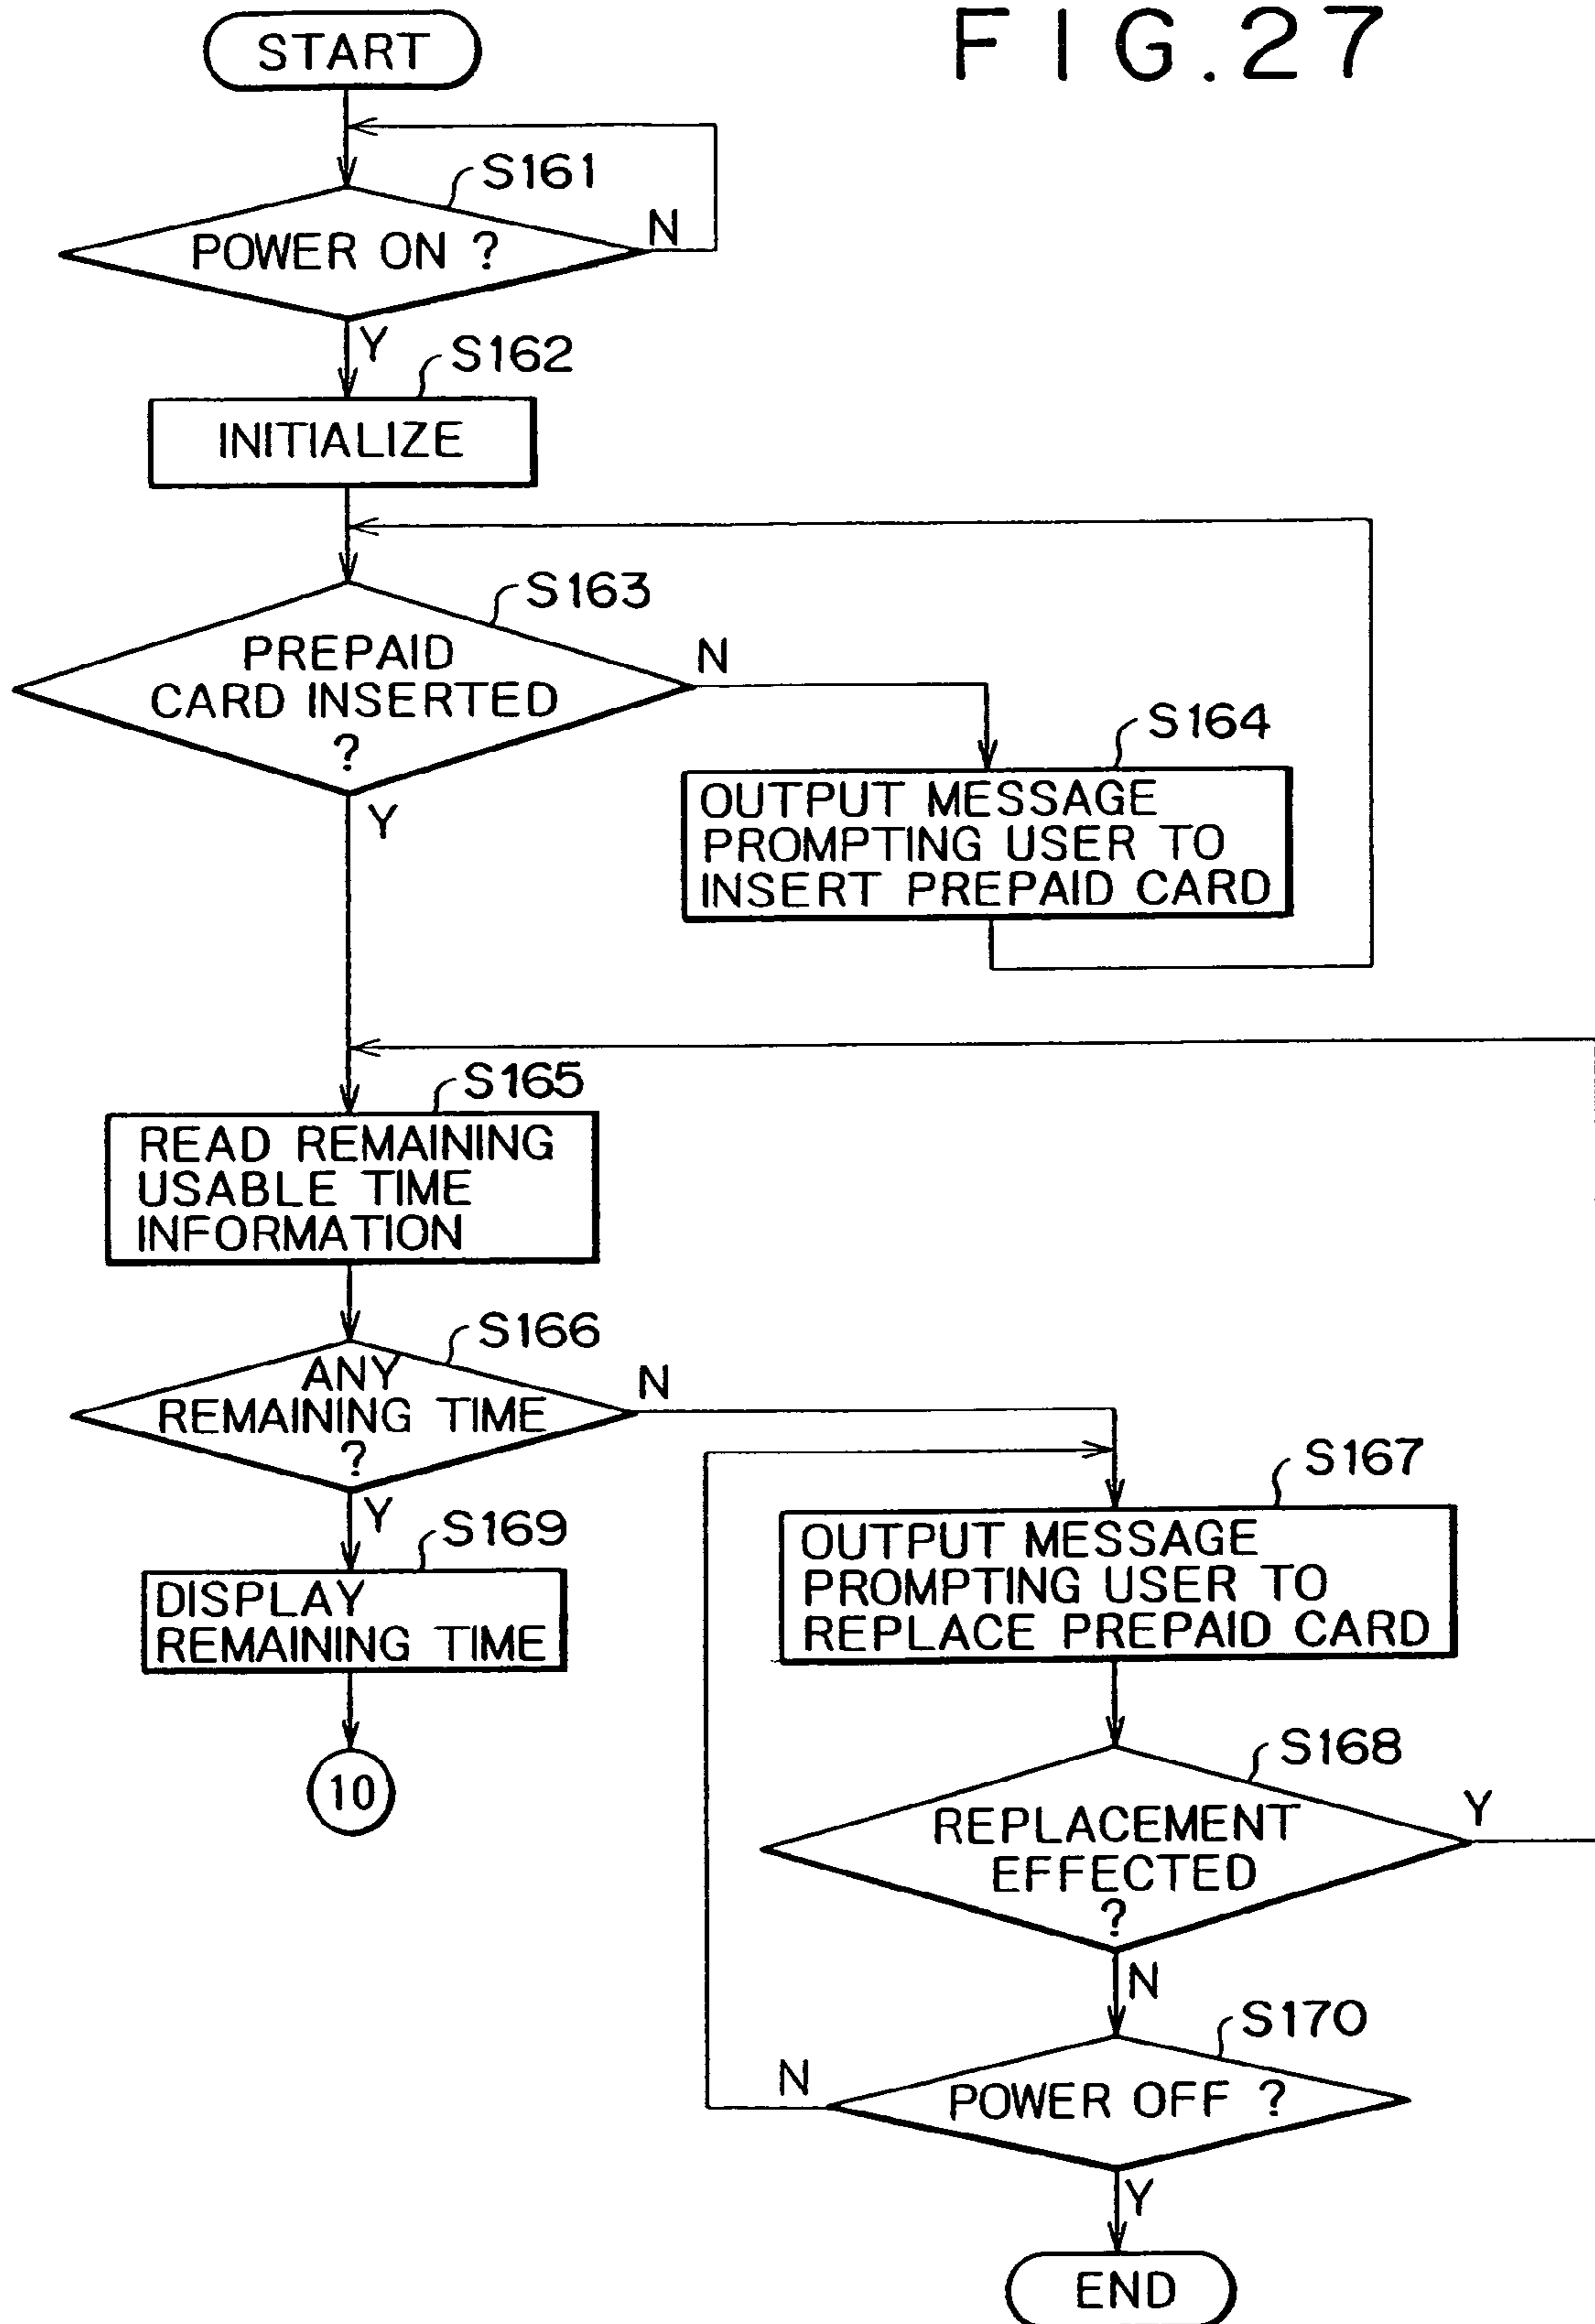 FIG.27
START
S161
POWER ON ?
N
Y
S162
INITIALIZE
S163
PREPAID
CARD INSERTED
?
N
Y
S164
OUTPUT MESSAGE
PROMPTING USER TO
INSERT PREPAID CARD
S165
READ REMAINING
USABLE TIME
INFORMATION
S166
ANY
REMAINING TIME
?
N
Y
S169
DISPLAY
REMAINING TIME
10
S167
OUTPUT MESSAGE
PROMPTING USER TO
REPLACE PREPAID CARD
S168
REPLACEMENT
EFFECTED
?
Y
N
S170
POWER OFF ?
N
Y
END